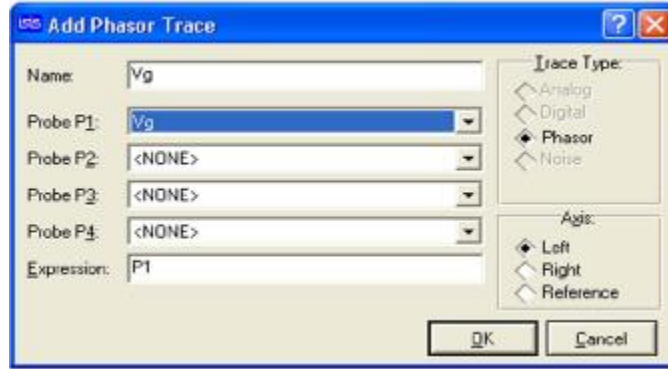 ISIS Add Phasor Trace
Name: Vg
Probe P1: Vg
Probe P2: <NONE>
Probe P3: <NONE>
Probe P4: <NONE>
Expression: P1
Trace Type:
Analog
Digital
Phasor
Noise
Axis:
Left
Right
Reference
OK
Cancel